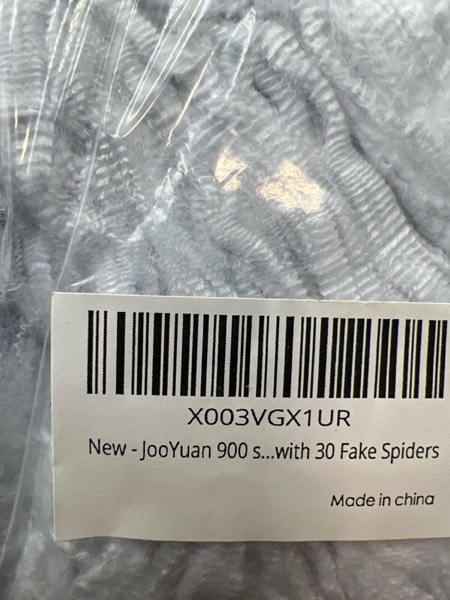 X003VGX1UR
New - JooYuan 900 s...with 30 Fake Spiders
Made in china